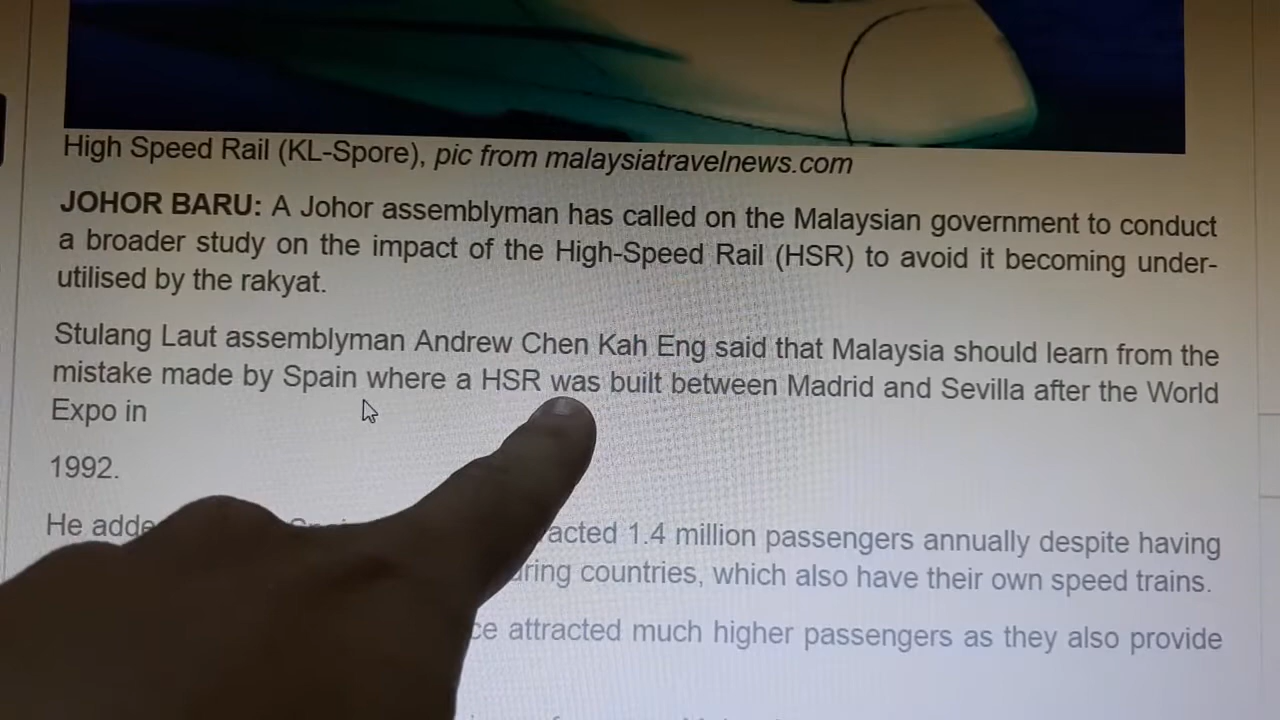 High Speed Rail (KL-Spore), pic from malaysiatravelnews.com
JOHOR BARU: A Johor assemblyman has called on the Malaysian government to conduct
a broader study on the impact of the High-Speed Rail (HSR) to avoid it becoming under-
utilised by the rakyat.
Stulang Laut assemblyman Andrew Chen Kah Eng said that Malaysia should learn from the
mistake made by Spain where a HSR was built between Madrid and Sevilla after the World
Expo in
1992.
He 1.4 million passengers annually despite having
countries, which also have their own speed trains.
attracted much higher passengers as they also provide